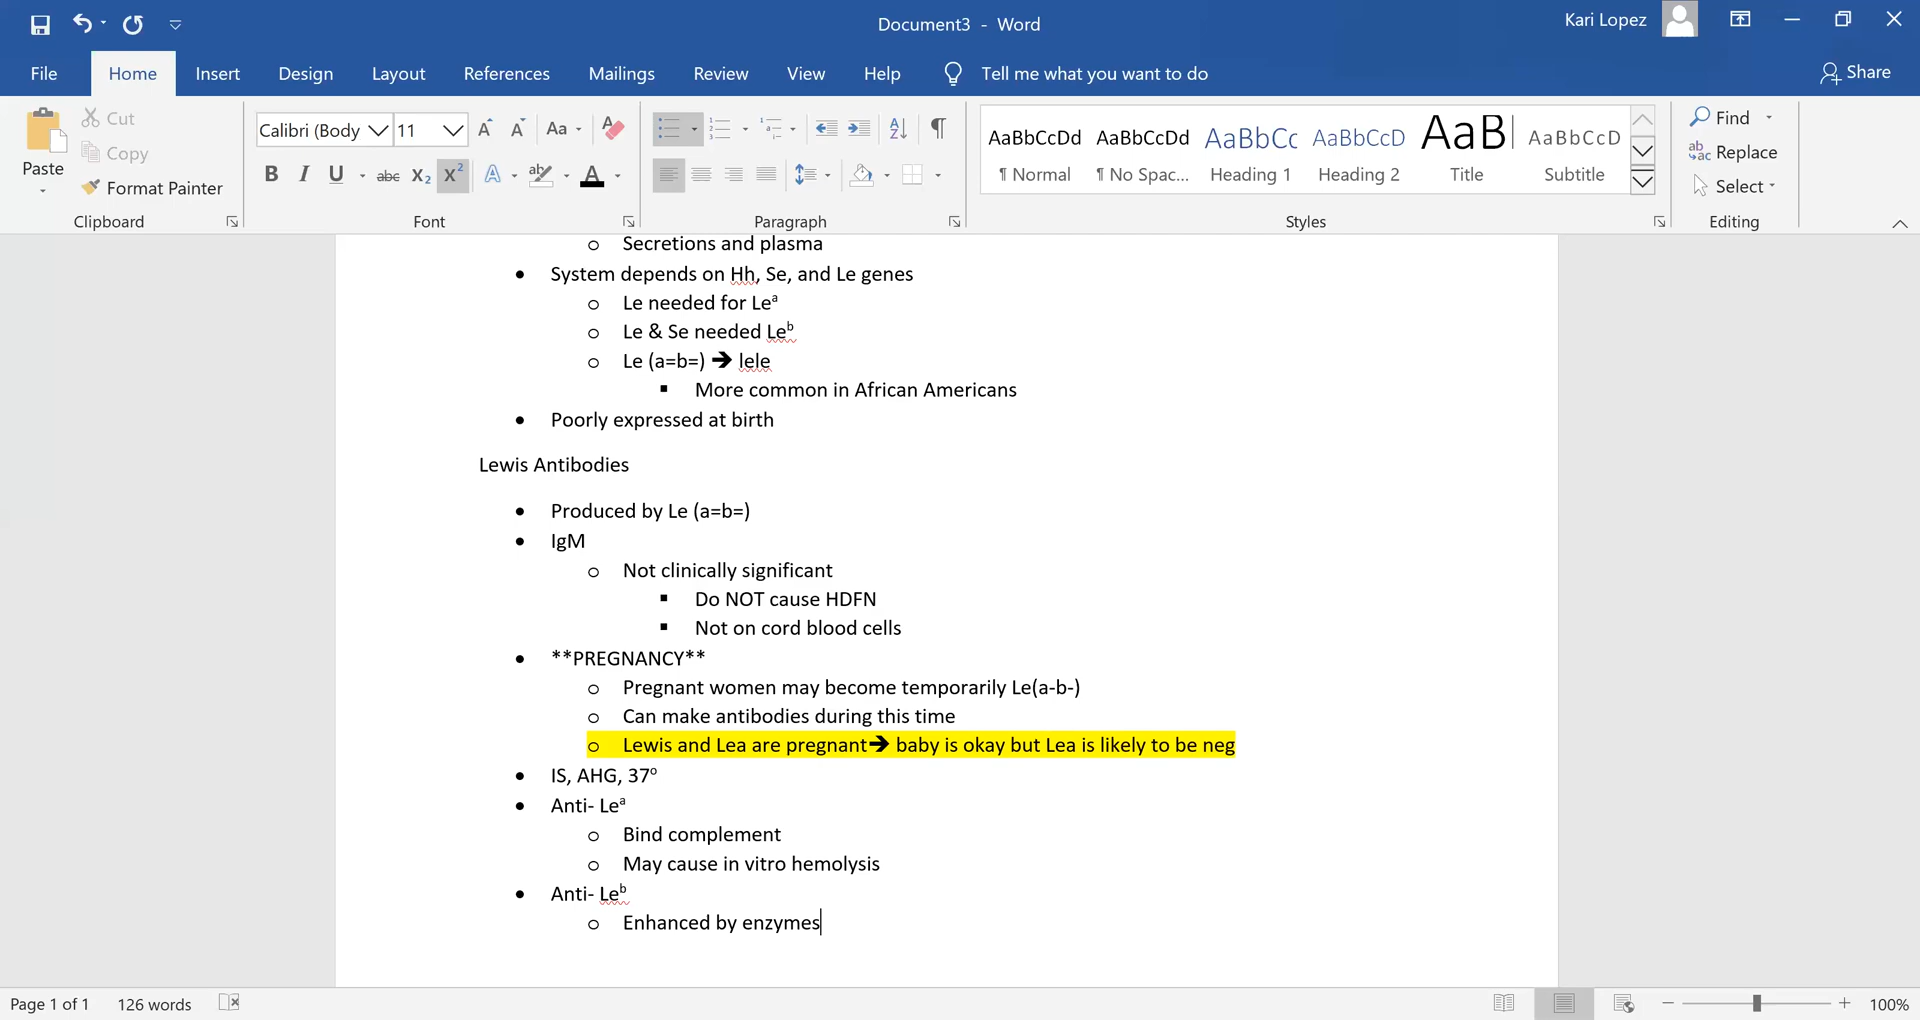 Document3 - Word
Kari Lopez
File Home Insert Design Layout References Mailings Review View Help Tell me what you want to do Share
Paste
Cut
Copy
Format Painter
Clipboard
Calibri (Body 11
Aa
B I U abc X₂ X² A ab A
Font
Paragraph
AaBbCcDd AaBbCcDd AaBbCc AaBbCcD AaB AaBbCcD
¶ Normal ¶ No Spac... Heading 1 Heading 2 Title Subtitle
Styles
Find
Replace
Select
Editing
o Secretions and plasma
• System depends on Hh, Se, and Le genes
o Le needed for Leᵃ
o Le & Se needed Leᵇ
o Le (a=b=) ➔ lele
▪ More common in African Americans
• Poorly expressed at birth
Lewis Antibodies
• Produced by Le (a=b=)
• IgM
o Not clinically significant
▪ Do NOT cause HDFN
▪ Not on cord blood cells
• **PREGNANCY**
o Pregnant women may become temporarily Le(a-b-)
o Can make antibodies during this time
o Lewis and Lea are pregnant➔ baby is okay but Lea is likely to be neg
• IS, AHG, 37º
• Anti- Leᵃ
o Bind complement
o May cause in vitro hemolysis
• Anti- Leᵇ
o Enhanced by enzymes
Page 1 of 1 126 words 100%